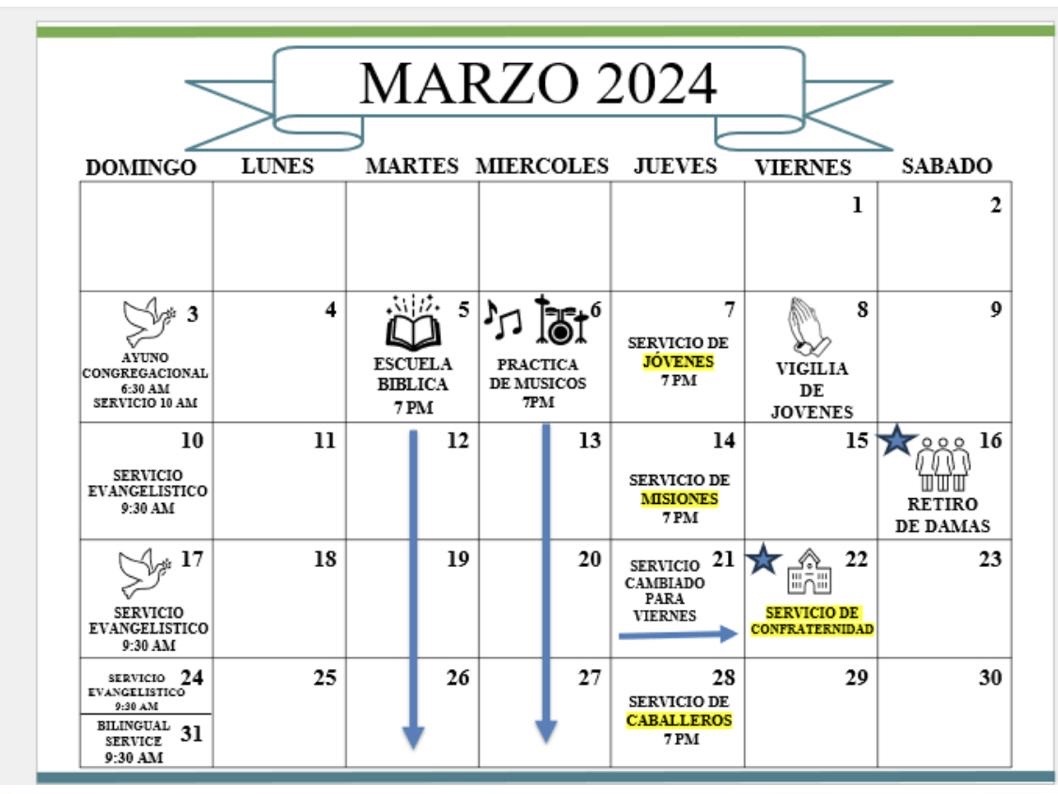 MARZO 2024
DOMINGO LUNES MARTES MIERCOLES JUEVES VIERNES SABADO
1
2
3
AYUNO
CONGREGACIONAL
6:30 AM
SERVICIO 10 AM
4
5
ESCUELA
BIBLICA
7 PM
6
PRACTICA
DE MUSICOS
7PM
7
SERVICIO DE
JÓVENES
7 PM
8
VIGILIA
DE
JOVENES
9
10
SERVICIO
EVANGELISTICO
9:30 AM
11
12
13
14
SERVICIO DE
MISIONES
7 PM
15
16
RETIRO
DE DAMAS
17
SERVICIO
EVANGELISTICO
9:30 AM
18
19
20
21
SERVICIO
CAMBIADO
PARA
VIERNES
22
SERVICIO DE
CONFRATERNIDAD
23
24
SERVICIO
EVANGELISTICO
9:30 AM
31
BILINGUAL
SERVICE
9:30 AM
25
26
27
28
SERVICIO DE
CABALLEROS
7 PM
29
30